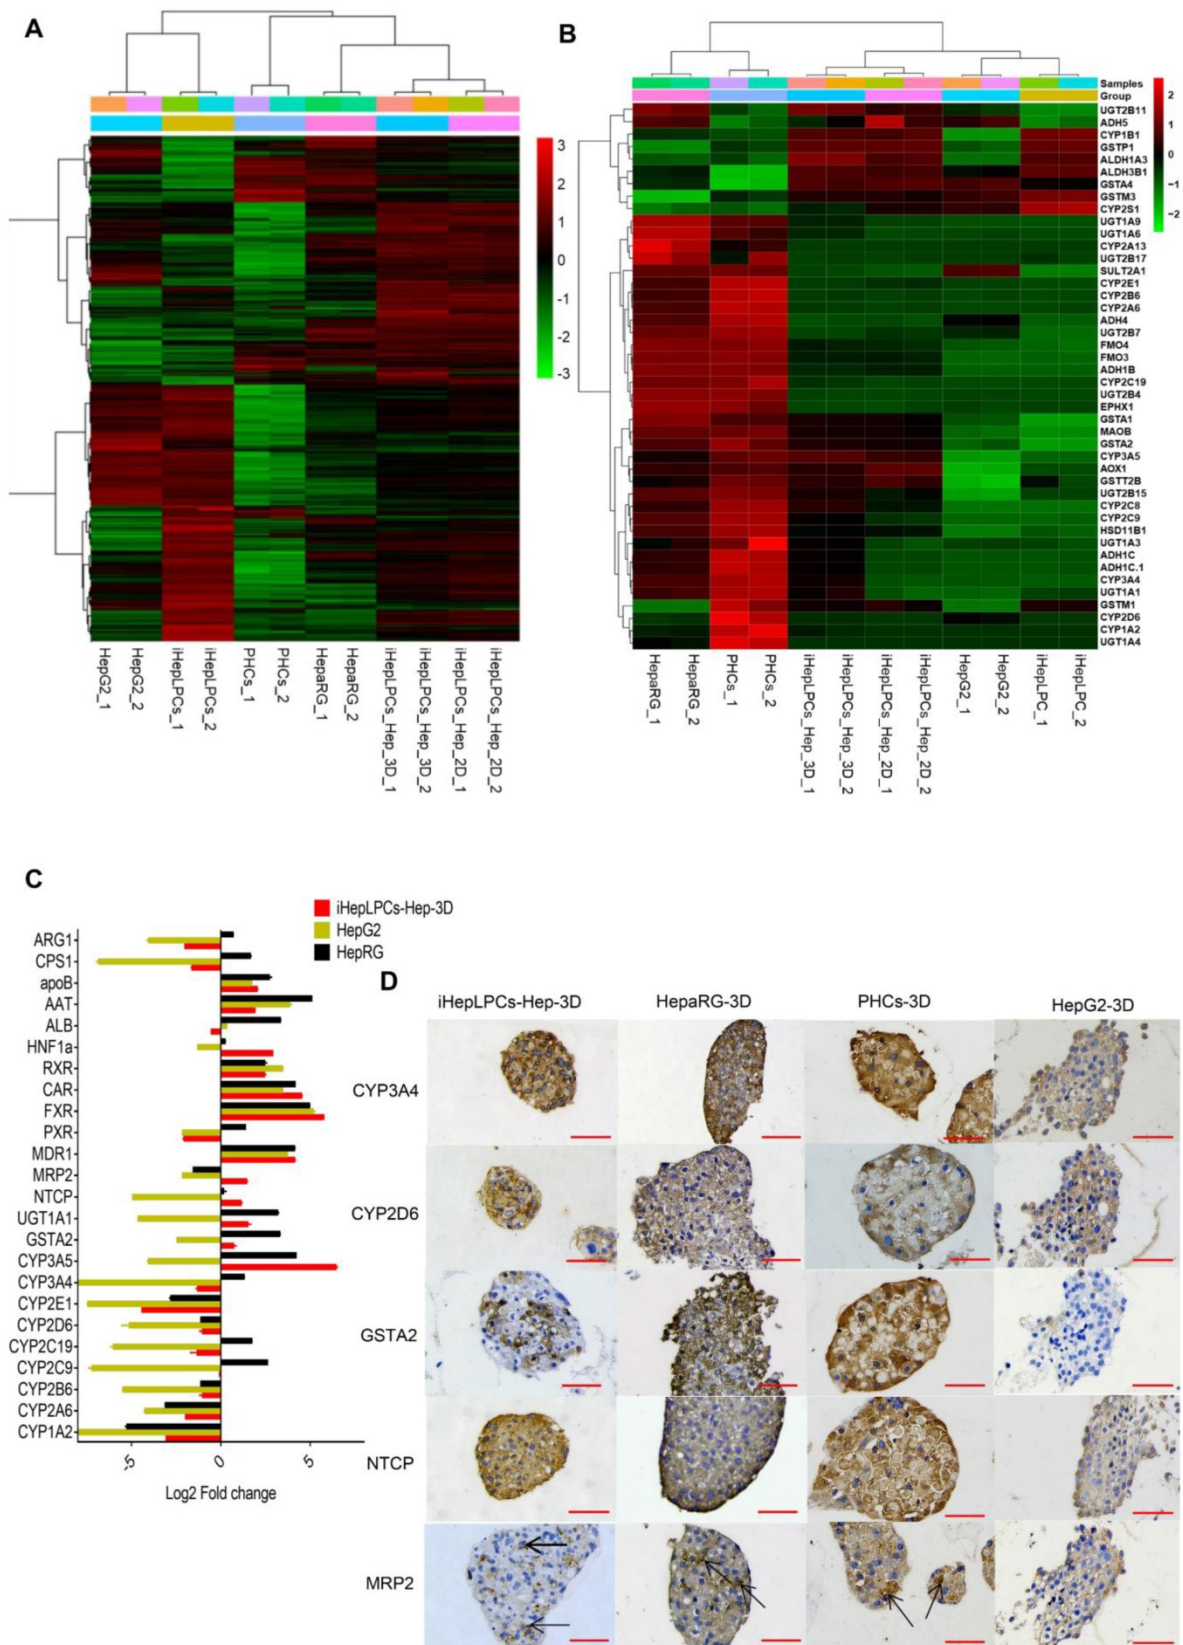 A
3
2
1
0
-1
-2
-3
HepG2_1
HepG2_2
iHepLPCs_1
iHepLPCs_2
PHCs_1
PHCs_2
HepaRG_1
HepaRG_2
iHepLPCs_Hep_3D_1
iHepLPCs_Hep_3D_2
iHepLPCs_Hep_2D_1
iHepLPCs_Hep_2D_2
B
Samples
Group
UGT2B11
ADH5
CYP1B1
GSTP1
ALDH1A3
ALDH3B1
GSTA4
GSTM3
CYP2S1
UGT1A9
UGT1A6
CYP2A13
UGT2B17
SULT2A1
CYP2E1
CYP2B6
CYP2A6
ADH4
UGT2B7
FMO4
FMO3
ADH1B
CYP2C19
UGT2B4
EPHX1
GSTA1
MAOB
GSTA2
CYP3A5
AOX1
GSTT2B
UGT2B15
CYP2C8
CYP2C9
HSD11B1
UGT1A3
ADH1C
ADH1C.1
CYP3A4
UGT1A1
GSTM1
CYP2D6
CYP1A2
UGT1A4
2
1
0
−1
−2
HepaRG_1
HepaRG_2
PHCs_1
PHCs_2
iHepLPCs_Hep_3D_1
iHepLPCs_Hep_3D_2
iHepLPCs_Hep_2D_1
iHepLPCs_Hep_2D_2
HepG2_1
HepG2_2
iHepLPC_1
iHepLPC_2
C
iHepLPCs-Hep-3D
HepG2
HepRG
ARG1
CPS1
apoB
AAT
ALB
HNF1a
RXR
CAR
FXR
PXR
MDR1
MRP2
NTCP
UGT1A1
GSTA2
CYP3A5
CYP3A4
CYP2E1
CYP2D6
CYP2C19
CYP2C9
CYP2B6
CYP2A6
CYP1A2
-5
0
5
Log2 Fold change
D
iHepLPCs-Hep-3D
HepaRG-3D
PHCs-3D
HepG2-3D
CYP3A4
CYP2D6
GSTA2
NTCP
MRP2